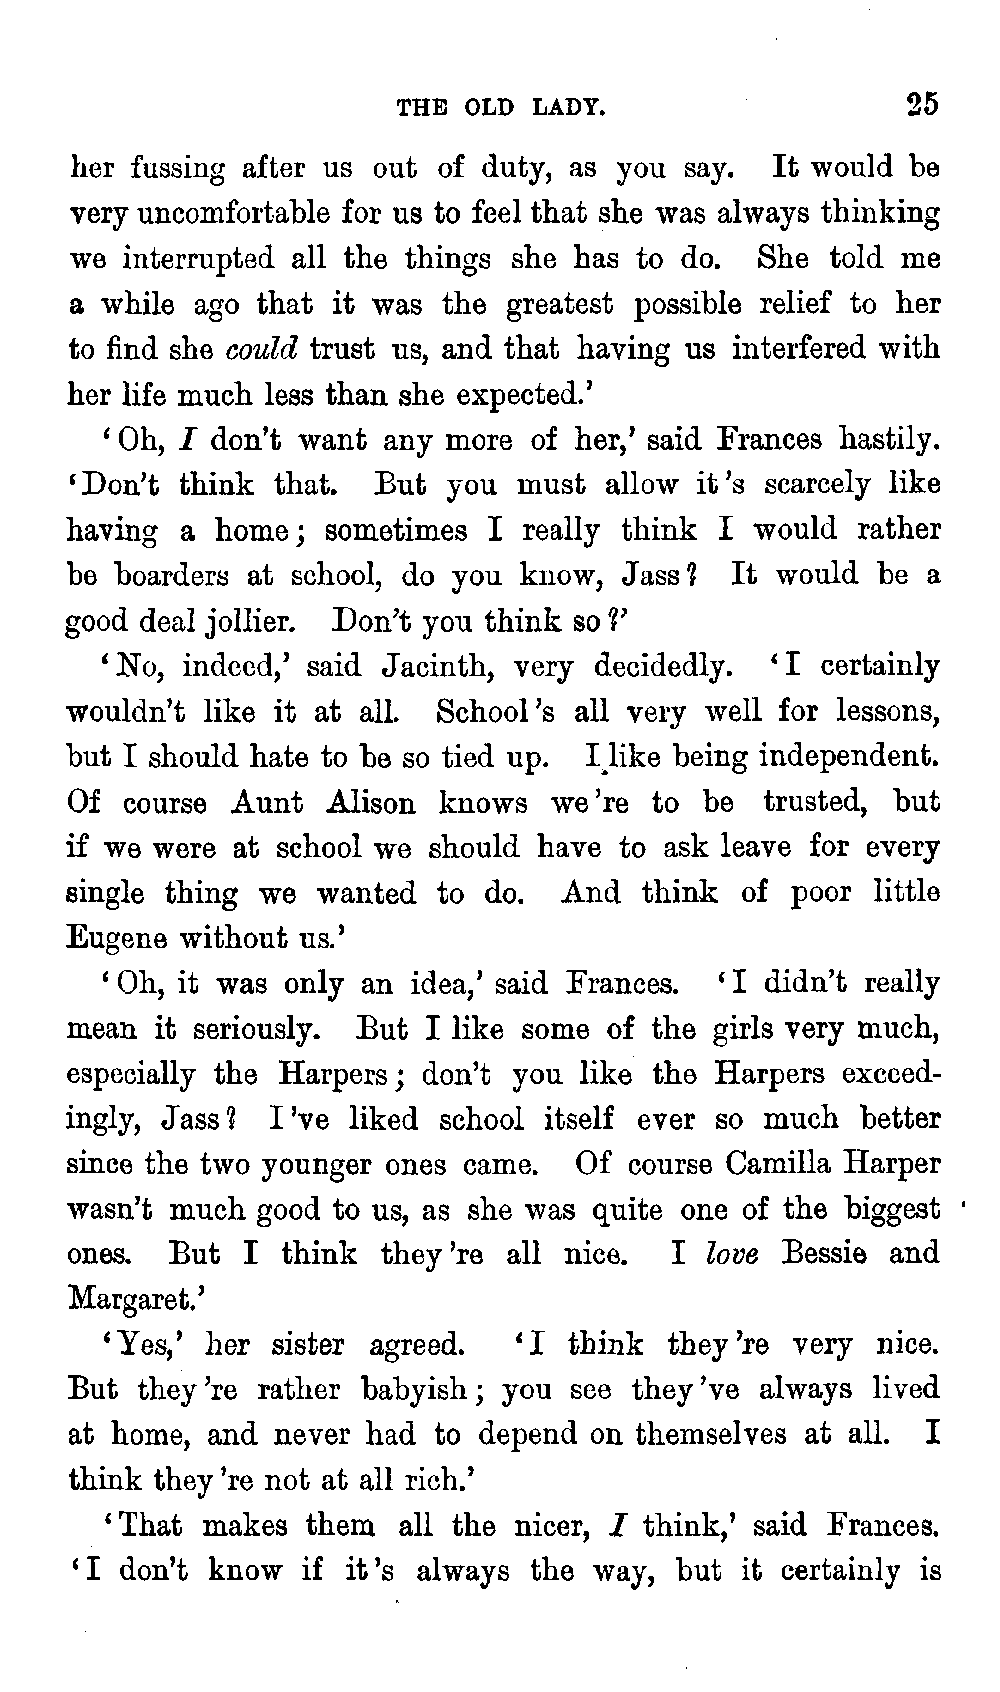 THE OLD LADY. 25
her fussing after us out of duty, as you say. It would be
very uncomfortable for us to feel that she was always thinking
we interrupted all the things she has to do. She told me
a while ago that it was the greatest possible relief to her
to find she could trust us, and that having us interfered with
her life much less than she expected.’
‘Oh, I don’t want any more of her,’ said Frances hastily.
‘Don’t think that. But you must allow it’s scarcely like
having a home; sometimes I really think I would rather
be boarders at school, do you know, Jass? It would be a
good deal jollier. Don’t you think so?’
‘No, indeed,’ said Jacinth, very decidedly. ‘I certainly
wouldn’t like it at all. School’s all very well for lessons,
but I should hate to be so tied up. I like being independent.
Of course Aunt Alison knows we’re to be trusted, but
if we were at school we should have to ask leave for every
single thing we wanted to do. And think of poor little
Eugene without us.’
‘Oh, it was only an idea,’ said Frances. ‘I didn’t really
mean it seriously. But I like some of the girls very much,
especially the Harpers; don’t you like the Harpers exceed-
ingly, Jass? I’ve liked school itself ever so much better
since the two younger ones came. Of course Camilla Harper
wasn’t much good to us, as she was quite one of the biggest
ones. But I think they’re all nice. I love Bessie and
Margaret.’
‘Yes,’ her sister agreed. ‘I think they’re very nice.
But they’re rather babyish; you see they’ve always lived
at home, and never had to depend on themselves at all. I
think they’re not at all rich.’
‘That makes them all the nicer, I think,’ said Frances.
‘I don’t know if it’s always the way, but it certainly is